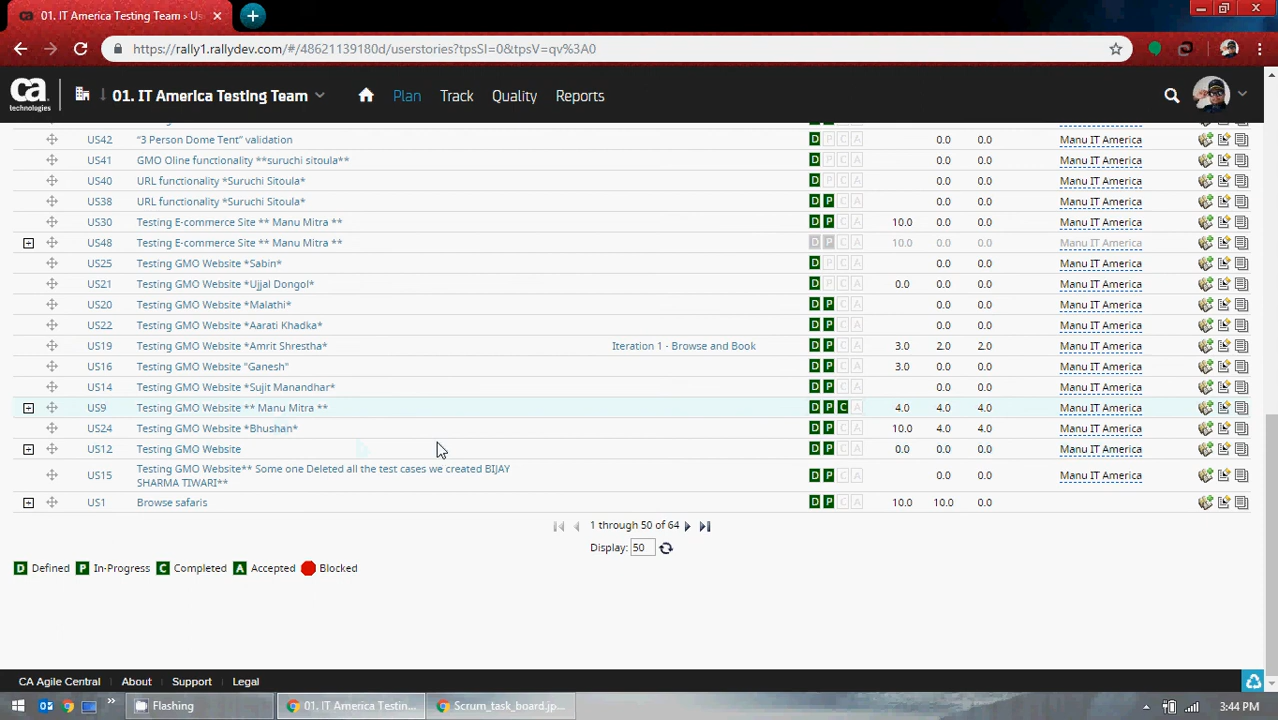 01. IT America Testing Team › Us
https://rally1.rallydev.com/#/48621139180d/userstories?tpsSI=0&tpsV=qv%3A0
ca technologies 01. IT America Testing Team Plan Track Quality Reports
US42 "3 Person Dome Tent" validation D P C A 0.0 0.0 Manu IT America
US41 GMO Oline functionality **suruchi sitoula** D P C A 0.0 0.0 Manu IT America
US40 URL functionality *Suruchi Sitoula* D P C A 0.0 0.0 Manu IT America
US38 URL functionality *Suruchi Sitoula* D P C A 0.0 0.0 Manu IT America
US30 Testing E-commerce Site ** Manu Mitra ** D P C A 10.0 0.0 0.0 Manu IT America
US48 Testing E-commerce Site ** Manu Mitra ** D P C A 10.0 0.0 0.0 Manu IT America
US25 Testing GMO Website *Sabin* D P C A 0.0 0.0 Manu IT America
US21 Testing GMO Website *Ujjal Dongol* D P C A 0.0 0.0 0.0 Manu IT America
US20 Testing GMO Website *Malathi* D P C A 0.0 0.0 Manu IT America
US22 Testing GMO Website *Aarati Khadka* D P C A 0.0 0.0 Manu IT America
US19 Testing GMO Website *Amrit Shrestha* Iteration 1 - Browse and Book D P C A 3.0 2.0 2.0 Manu IT America
US16 Testing GMO Website "Ganesh" D P C A 3.0 0.0 0.0 Manu IT America
US14 Testing GMO Website *Sujit Manandhar* D P C A 0.0 0.0 Manu IT America
US9 Testing GMO Website ** Manu Mitra ** D P C A 4.0 4.0 4.0 Manu IT America
US24 Testing GMO Website *Bhushan* D P C A 10.0 4.0 4.0 Manu IT America
US12 Testing GMO Website D P C A 0.0 0.0 0.0 Manu IT America
US15 Testing GMO Website** Some one Deleted all the test cases we created BIJAY D P C A 0.0 0.0 Manu IT America
SHARMA TIWARI**
US1 Browse safaris D P C A 10.0 10.0 0.0
1 through 50 of 64
Display: 50
D Defined P In-Progress C Completed A Accepted Blocked
CA Agile Central About Support Legal
Flashing 01. IT America Testin... Scrum_task_board.jp... 3:44 PM